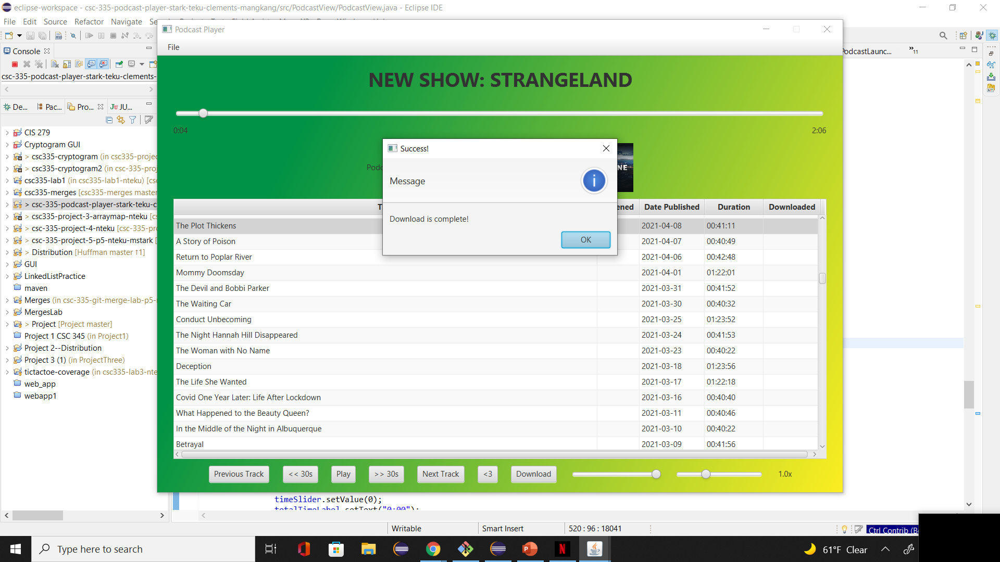 eclipse-workspace - csc-335-podcast-player-stark-teku-clements-mangkang/src/PodcastView/PodcastView.java - Eclipse IDE
File Edit Source Refactor Navigate
Podcast Player
File
Console
PodcastLaunc...
11
csc-335-podcast-player-stark-teku-clements-
NEW SHOW: STRANGELAND
0:04
2:06
De... Pac... Pro... JU...
CIS 279
Cryptogram GUI
> csc335-cryptogram (in csc335-projec
> csc335-cryptogram2 (in csc-335-proj
csc335-lab1 (in csc335-lab1-nteku) [csc
csc335-merges [csc335-merges master
> csc-335-podcast-player-stark-teku-c
> csc335-project-3-arraymap-nteku [cs
> csc-335-project-4-nteku [csc-335-pro
> csc-335-project-5-p5-nteku-mstark [
> Distribution [Huffman master ↑1]
GUI
LinkedListPractice
maven
Merges (in csc-335-git-merge-lab-p5-
MergesLab
> Project [Project master]
Project 1 CSC 345 (in Project1)
Project 2--Distribution
Project 3 (1) (in ProjectThree)
tictactoe-coverage (in csc335-lab3-nte
web_app
webapp1
Success!
Message
Download is complete!
OK
Podc
NE
T ened Date Published Duration Downloaded
The Plot Thickens 2021-04-08 00:41:11
A Story of Poison 2021-04-07 00:40:49
Return to Poplar River 2021-04-06 00:42:48
Mommy Doomsday 2021-04-01 01:22:01
The Devil and Bobbi Parker 2021-03-31 00:41:52
The Waiting Car 2021-03-30 00:40:32
Conduct Unbecoming 2021-03-25 01:23:52
The Night Hannah Hill Disappeared 2021-03-24 00:41:53
The Woman with No Name 2021-03-23 00:40:22
Deception 2021-03-18 01:23:56
The Life She Wanted 2021-03-17 01:22:18
Covid One Year Later: Life After Lockdown 2021-03-16 00:40:40
What Happened to the Beauty Queen? 2021-03-11 00:40:46
In the Middle of the Night in Albuquerque 2021-03-10 00:40:22
Betrayal 2021-03-09 00:41:56
Previous Track << 30s Play >> 30s Next Track <3 Download 1.0x
timeSlider.setValue(0);
totalTimeLabel.setText("0:00");
Writable Smart Insert 520 : 96 : 18041
Ctrl Contrib (B
Type here to search
61°F Clear